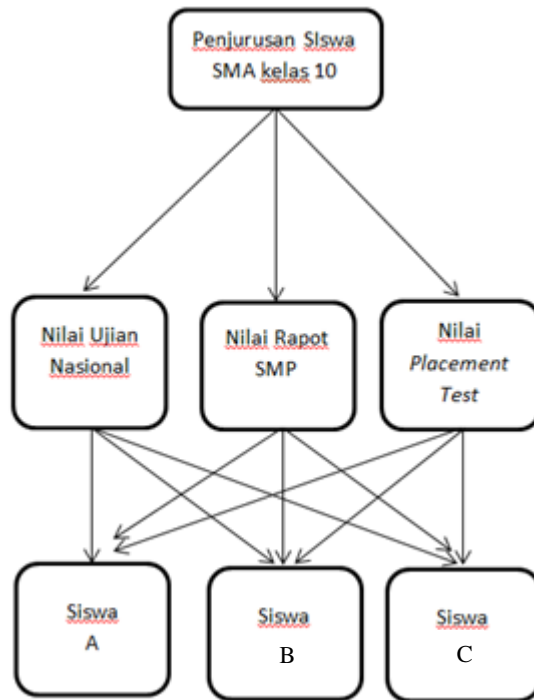 Penjurusan SIswa
SMA kelas 10
Nilai Ujian
Nasional
Nilai Rapot
SMP
Nilai
Placement
Test
Siswa
A
Siswa
B
Siswa
C